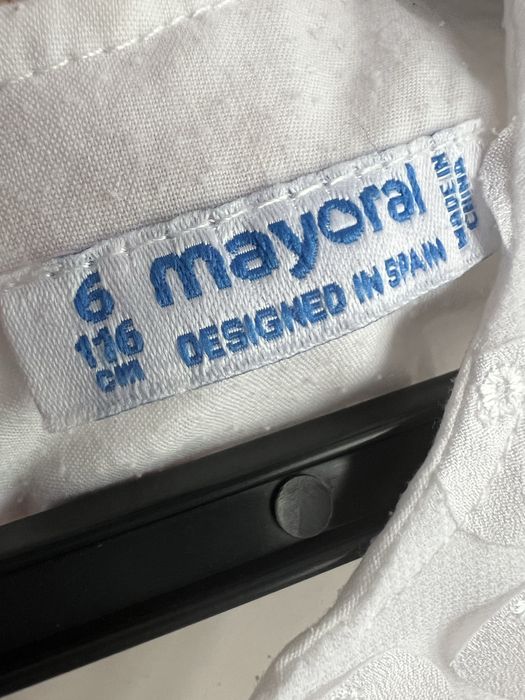 6
116
cm
mayoral
DESIGNED IN SPAIN
MADE IN
CHINA